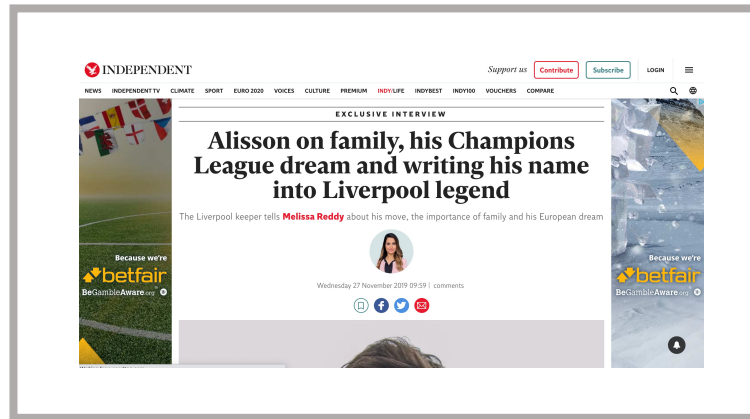 INDEPENDENT
Support us Contribute Subscribe LOGIN
NEWS INDEPENDENT TV CLIMATE SPORT EURO 2020 VOICES CULTURE PREMIUM INDY/LIFE INDYBEST INDY100 VOUCHERS COMPARE
EXCLUSIVE INTERVIEW
Alisson on family, his Champions
League dream and writing his name
into Liverpool legend
The Liverpool keeper tells Melissa Reddy about his move, the importance of family and his European dream
Wednesday 27 November 2019 09:59 | comments
Because we're
betfair
BeGambleAware.org
Because we're
betfair
BeGambleAware.org